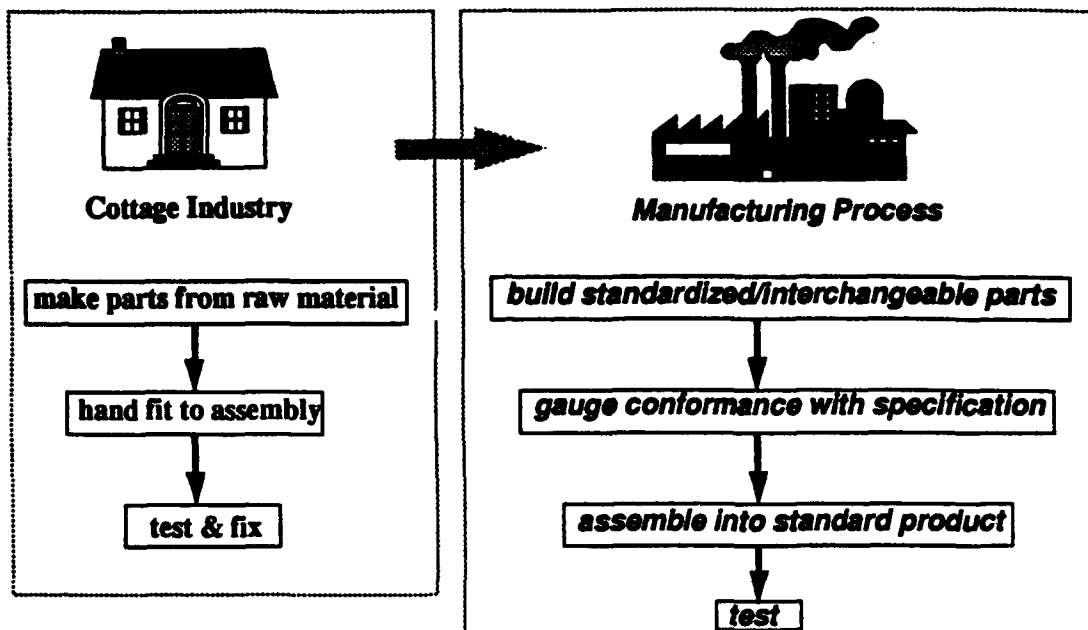 Cottage Industry
make parts from raw material
hand fit to assembly
test & fix
Manufacturing Process
build standardized/interchangeable parts
gauge conformance with specification
assemble into standard product
test